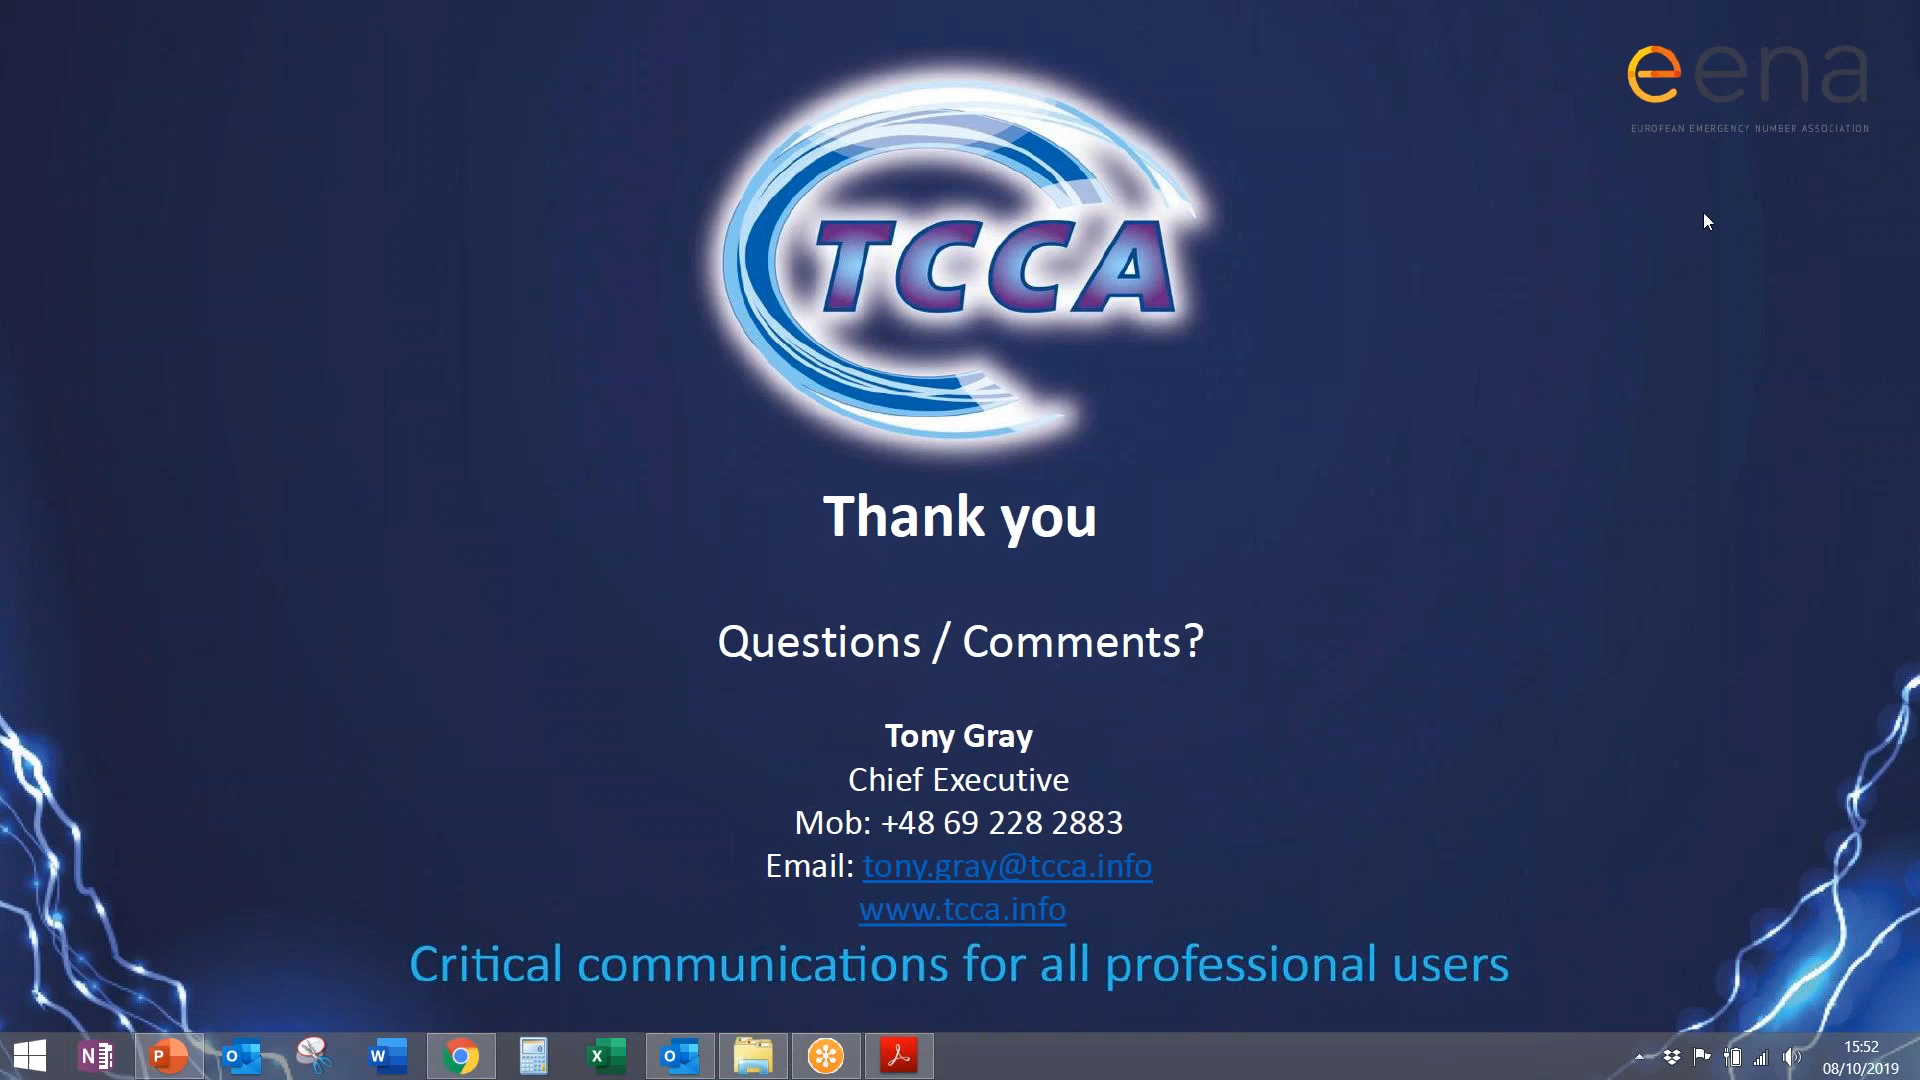 eena
EUROPEAN EMERGENCY NUMBER ASSOCIATION
TCCA
Thank you
Questions / Comments?
Tony Gray
Chief Executive
Mob: +48 69 228 2883
Email: tony.gray@tcca.info
www.tcca.info
Critical communications for all professional users
15:52
08/10/2019